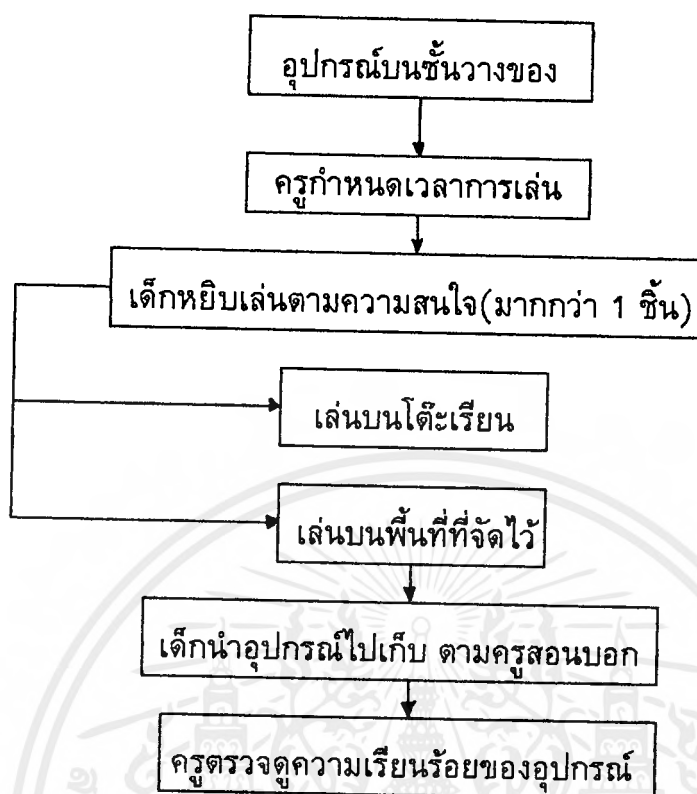 อุปกรณ์บนชั้นวางของ
ครูกำหนดเวลาการเล่น
เด็กหยิบเล่นตามความสนใจ(มากกว่า 1 ชิ้น)
เล่นบนโต๊ะเรียน
เล่นบนพื้นที่ที่จัดไว้
เด็กนำอุปกรณ์ไปเก็บ ตามครูสอนบอก
ครูตรวจดูความเรียนร้อยของอุปกรณ์